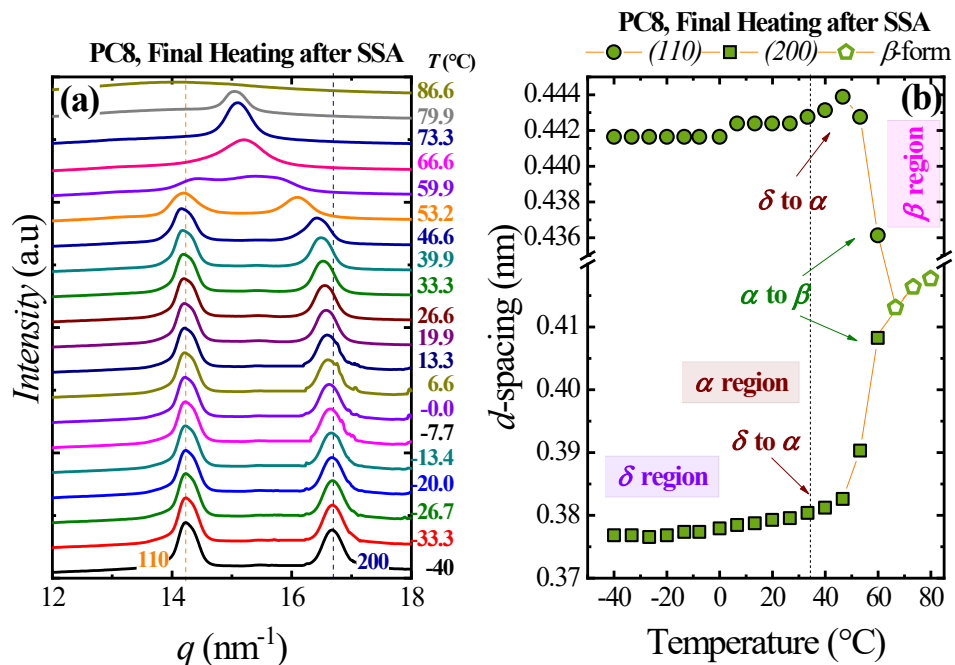 PC8, Final Heating after SSA
T (°C)
(a)
86.6
79.9
73.3
66.6
59.9
53.2
46.6
39.9
33.3
26.6
19.9
13.3
6.6
-0.0
-7.7
-13.4
-20.0
-26.7
-33.3
-40
110
200
Intensity (a.u)
12 14 16 18
q (nm-1)
PC8, Final Heating after SSA
(110) (200) β-form
(b)
0.444
0.442
0.440
0.438
0.436
0.41
0.40
0.39
0.38
0.37
d-spacing (nm)
δ to α
β region
α to β
α region
δ to α
δ region
-40 -20 0 20 40 60 80
Temperature (°C)